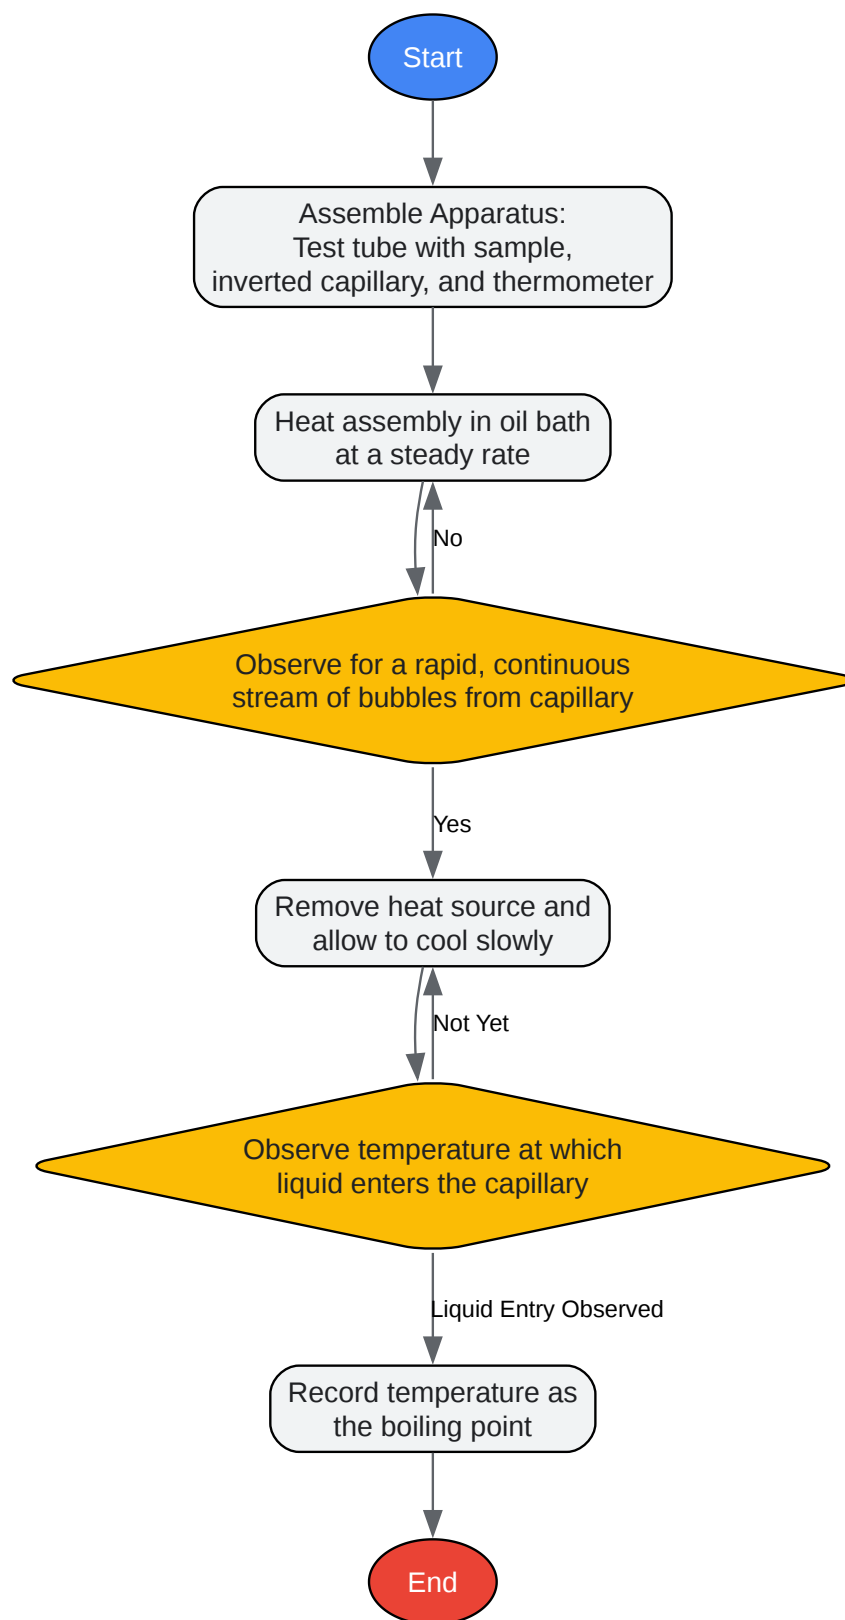 Start
Assemble Apparatus:
Test tube with sample,
inverted capillary, and thermometer
Heat assembly in oil bath
at a steady rate
No
Observe for a rapid, continuous
stream of bubbles from capillary
Yes
Remove heat source and
allow to cool slowly
Not Yet
Observe temperature at which
liquid enters the capillary
Liquid Entry Observed
Record temperature as
the boiling point
End